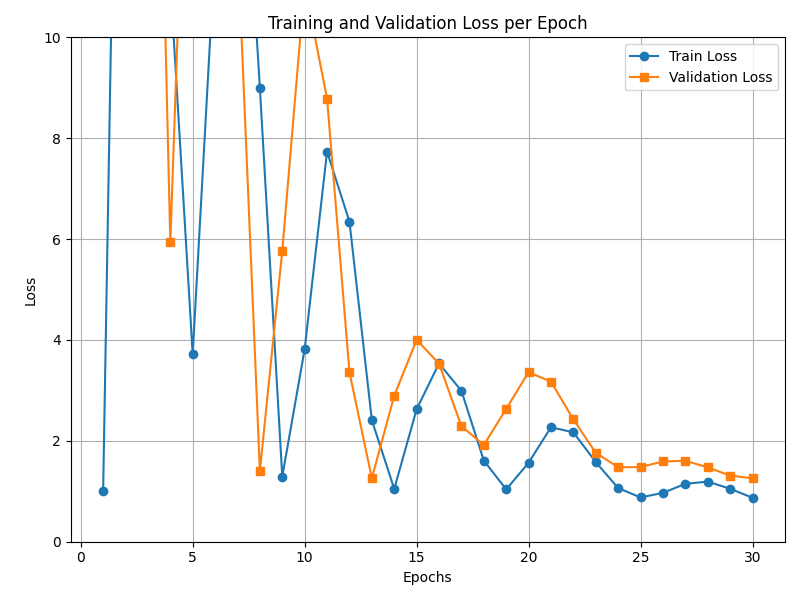 Training and Validation Loss per Epoch
Train Loss
Validation Loss
10
8
6
4
2
0
Loss
0 5 10 15 20 25 30
Epochs